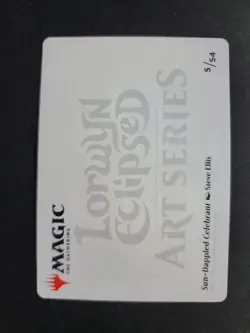 MAGIC
THE GATHERING
LORWYN
ECLIPSED
ART SERIES
Sun-Dappled Celebrant Steve Ellis
5/54